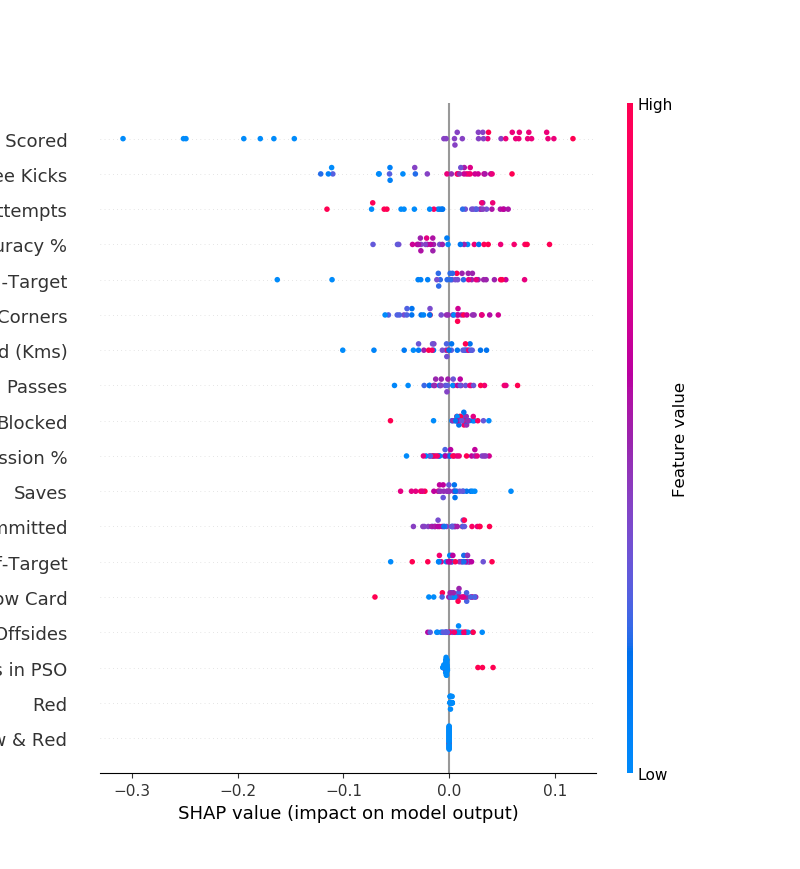 High
Scored
ee Kicks
ttempts
uracy %
-Target
Corners
d (Kms)
Passes
Blocked
ssion %
Saves
mmitted
f-Target
ow Card
Offsides
s in PSO
Red
w & Red
Low
Feature value
−0.3 −0.2 −0.1 0.0 0.1
SHAP value (impact on model output)